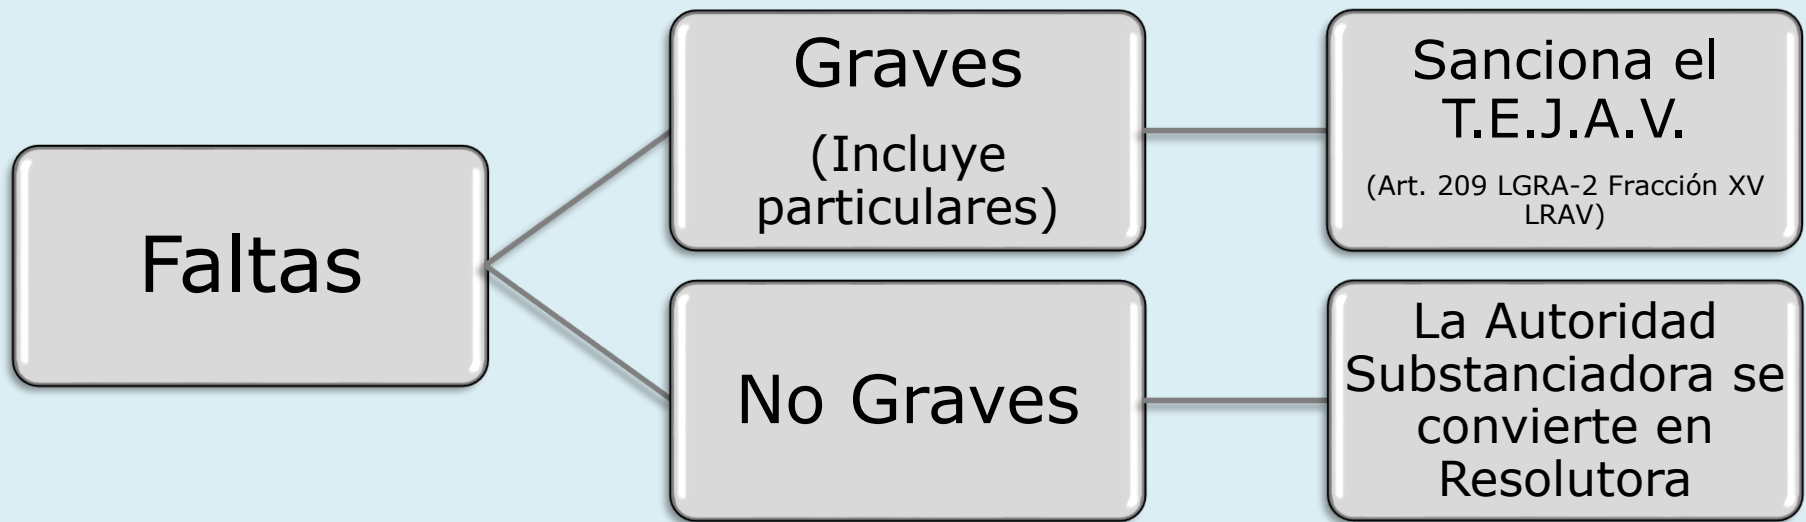 Faltas
Graves
(Incluye
particulares)
Sanciona el
T.E.J.A.V.
(Art. 209 LGRA-2 Fracción XV
LRAV)
No Graves
La Autoridad
Substanciadora se
convierte en
Resolutora